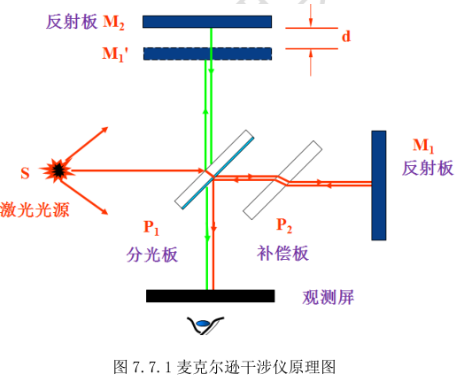 反射板 M2
M1'
d
S
激光光源
P1
分光板
P2
补偿板
M1
反射板
观测屏
图 7.7.1 麦克尔逊干涉仪原理图